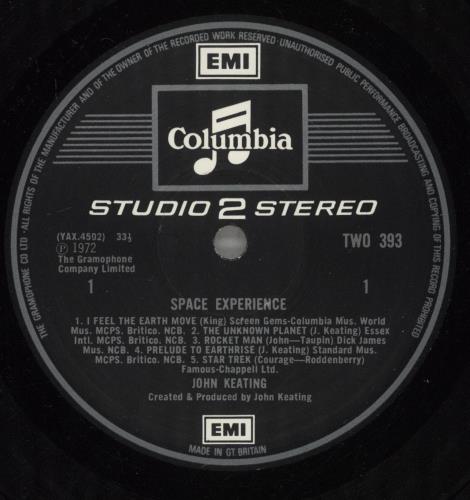 ALL RIGHTS OF THE MANUFACTURER AND OF THE OWNER OF THE RECORDED WORK RESERVED·UNAUTHORISED PUBLIC PERFORMANCE BROADCASTING AND COPYING OF THIS RECORD PROHIBITED
THE GRAMOPHONE CO LTD·
EMI
Columbia
STUDIO 2 STEREO
(YAX.4502) 33⅓
℗ 1972
The Gramophone
Company Limited
TWO 393
1
1
SPACE EXPERIENCE
1. I FEEL THE EARTH MOVE (King) Screen Gems-Columbia Mus. World
Mus. MCPS. Britico. NCB. 2. THE UNKNOWN PLANET (J. Keating) Essex
Intl. MCPS. Britico. NCB. 3. ROCKET MAN (John—Taupin) Dick James
Mus. NCB. 4. PRELUDE TO EARTHRISE (J. Keating) Standard Mus.
MCPS. Britico. NCB. 5. STAR TREK (Courage—Roddenberry)
Famous-Chappell Ltd.
JOHN KEATING
Created & Produced by John Keating
EMI
MADE IN GT BRITAIN